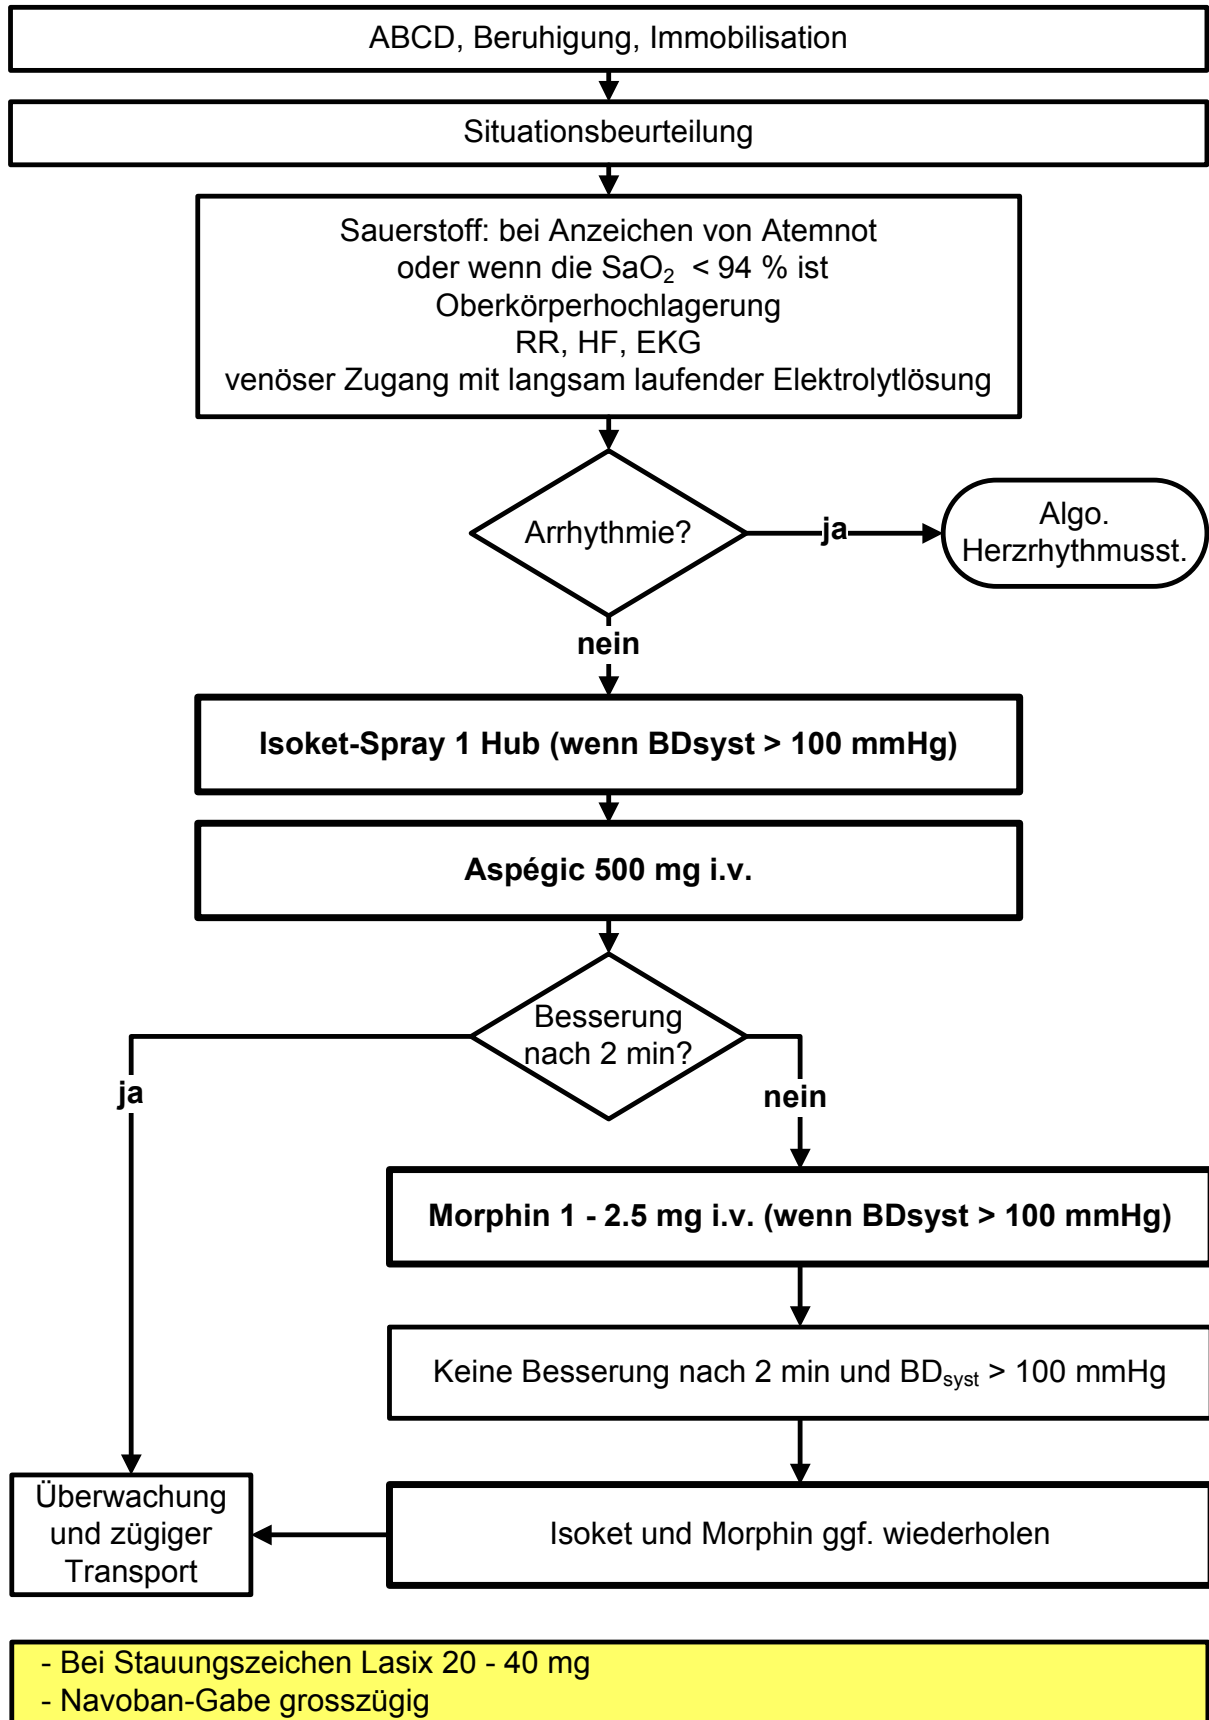 ABCD, Beruhigung, Immobilisation
Situationsbeurteilung
Sauerstoff: bei Anzeichen von Atemnot
oder wenn die SaO₂ < 94 % ist
Oberkörperhochlagerung
RR, HF, EKG
venöser Zugang mit langsam laufender Elektrolytlösung
Arrhythmie?
ja
Algo.
Herzrhythmusst.
nein
Isoket-Spray 1 Hub (wenn BDsyst > 100 mmHg)
Aspégic 500 mg i.v.
Besserung
nach 2 min?
ja
nein
Morphin 1 - 2.5 mg i.v. (wenn BDsyst > 100 mmHg)
Keine Besserung nach 2 min und BDsyst > 100 mmHg
Überwachung
und zügiger
Transport
Isoket und Morphin ggf. wiederholen
- Bei Stauungszeichen Lasix 20 - 40 mg
- Navoban-Gabe grosszügig